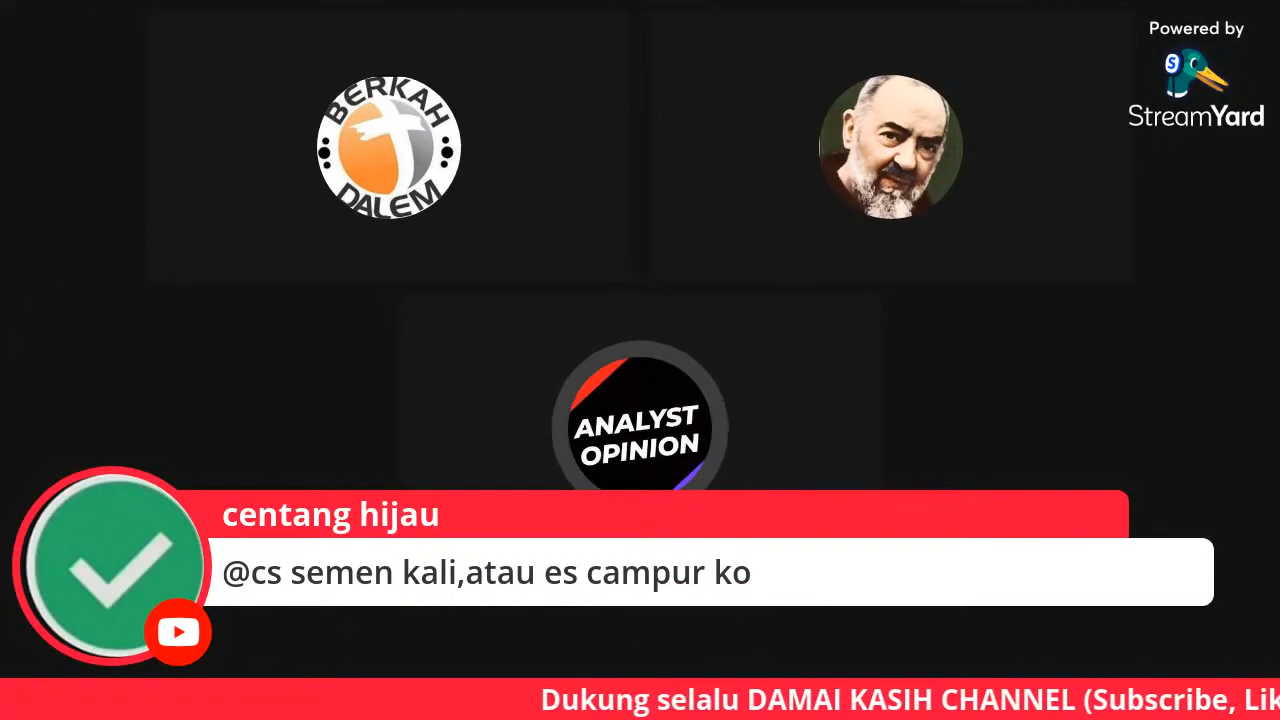 Powered by
StreamYard
BERKAH
DALEM
ANALYST
OPINION
centang hijau
@cs semen kali,atau es campur ko
Dukung selalu DAMAI KASIH CHANNEL (Subscribe, Lik